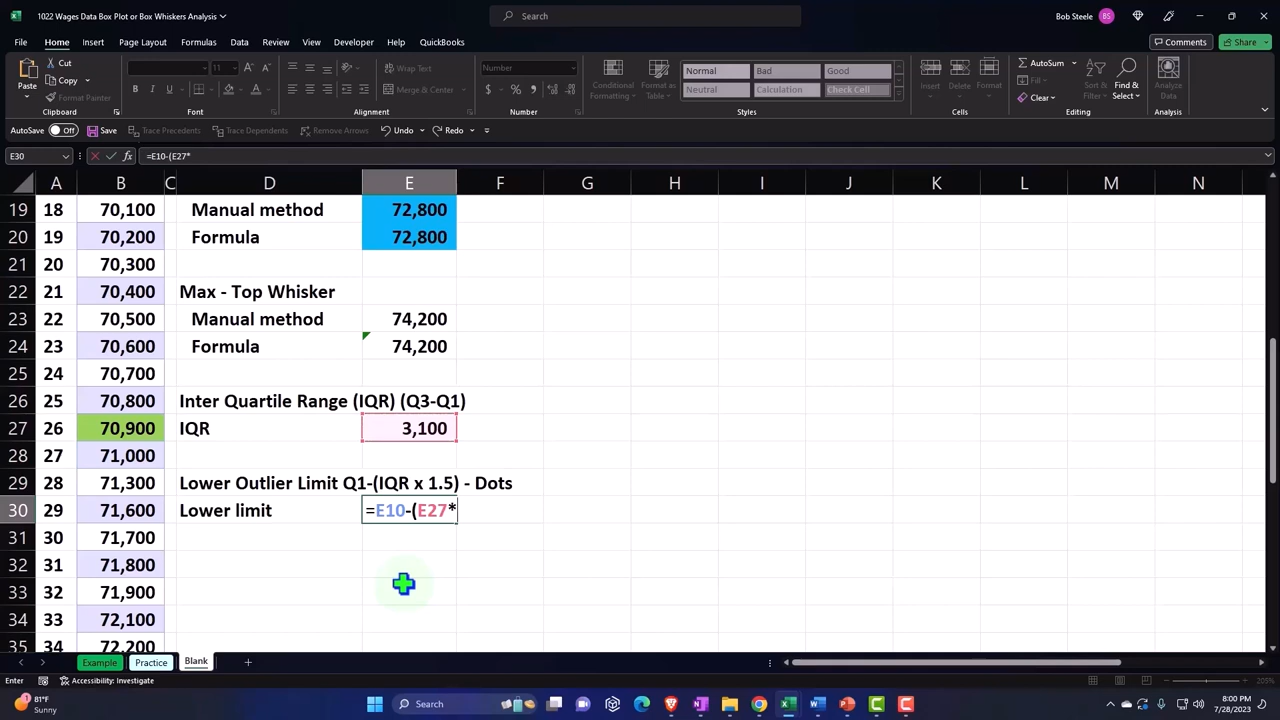 1022 Wages Data Box Plot or Box Whiskers Analysis
Search
Bob Steele
BS
File Home Insert Page Layout Formulas Data Review View Developer Help QuickBooks
Comments
Share
Paste
Cut
Copy
Format Painter
Clipboard
11
Font
Wrap Text
Merge & Center
Alignment
Number
Number
Conditional Formatting
Format as Table
Normal Bad Good
Neutral Calculation Check Cell
Styles
Insert Delete Format
Cells
AutoSum
Fill
Clear
Sort & Filter
Find & Select
Editing
Analyze Data
Analysis
AutoSave Off Save Trace Precedents Trace Dependents Remove Arrows Undo Redo
E30 fx =E10-(E27*
A B C D E F G H I J K L M N
19 18 70,100 Manual method 72,800
20 19 70,200 Formula 72,800
21 20 70,300
22 21 70,400 Max - Top Whisker
23 22 70,500 Manual method 74,200
24 23 70,600 Formula 74,200
25 24 70,700
26 25 70,800 Inter Quartile Range (IQR) (Q3-Q1)
27 26 70,900 IQR 3,100
28 27 71,000
29 28 71,300 Lower Outlier Limit Q1-(IQR x 1.5) - Dots
30 29 71,600 Lower limit =E10-(E27*
31 30 71,700
32 31 71,800
33 32 71,900
34 33 72,100
35 34 72,200
Example Practice Blank
Enter Accessibility: Investigate 205%
81°F
Sunny
Search
8:00 PM
7/28/2023